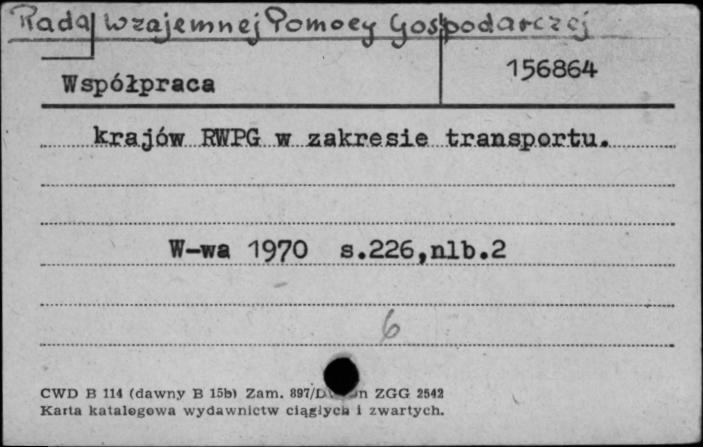 Rada Wzajemnej Pomocy Gospodarczej
156864
Współpraca
krajów RWPG w zakresie transportu.
W-wa 1970 s.226,nlb.2
6
CWD B 114 (dawny B 15b) Zam. 897/D ZGG 2542
Karta katalogowa wydawnictw ciągłych i zwartych.